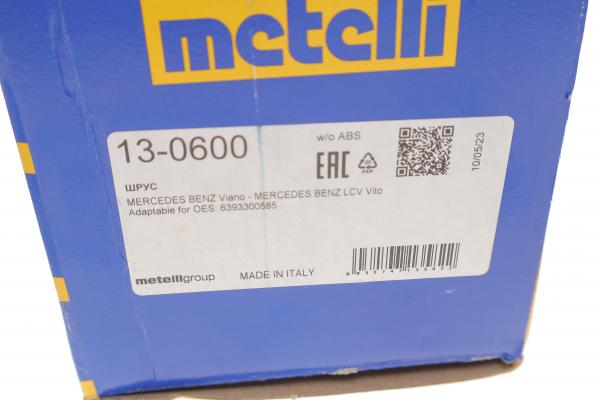 metelli
13-0600
w/o ABS
EAC
PAP
10/05/23
ШРУС
MERCEDES BENZ Viano - MERCEDES BENZ LCV Vito
Adaptable for OES: 6393300585
metelligroup
MADE IN ITALY